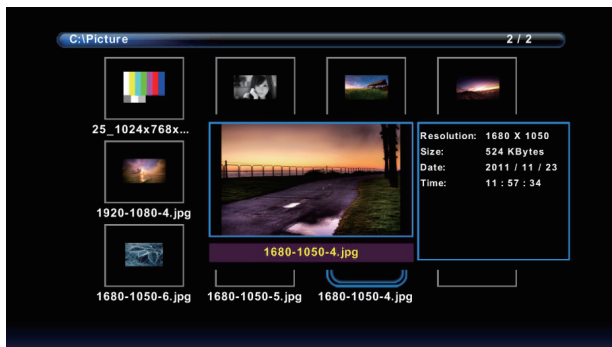 C:\Picture 2 / 2
25_1024x768x...
Resolution: 1680 X 1050
Size: 524 KBytes
Date: 2011 / 11 / 23
Time: 11 : 57 : 34
1920-1080-4.jpg
1680-1050-4.jpg
1680-1050-6.jpg 1680-1050-5.jpg 1680-1050-4.jpg